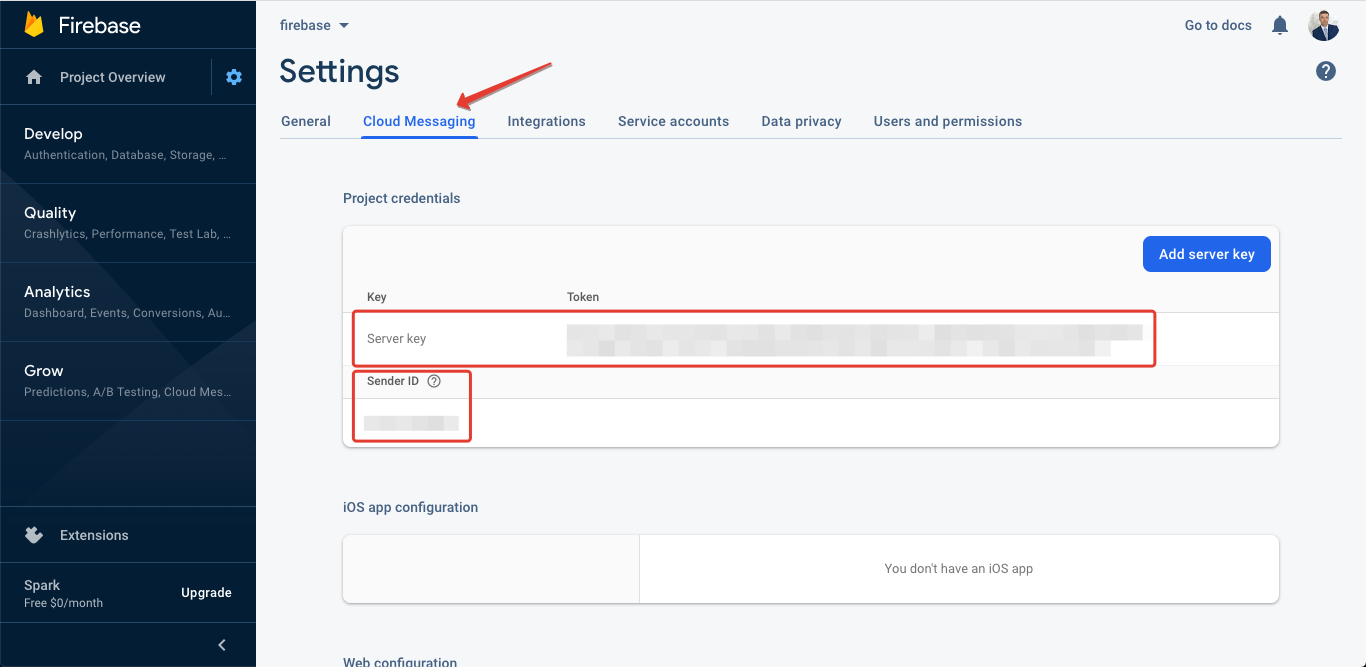 Firebase
Project Overview
Develop
Authentication, Database, Storage, ...
Quality
Crashlytics, Performance, Test Lab, ...
Analytics
Dashboard, Events, Conversions, Au...
Grow
Predictions, A/B Testing, Cloud Mes...
Extensions
Spark
Free $0/month
Upgrade
firebase
Go to docs
Settings
General
Cloud Messaging
Integrations
Service accounts
Data privacy
Users and permissions
Project credentials
Add server key
Key
Token
Server key
Sender ID
iOS app configuration
You don't have an iOS app
Web configuration